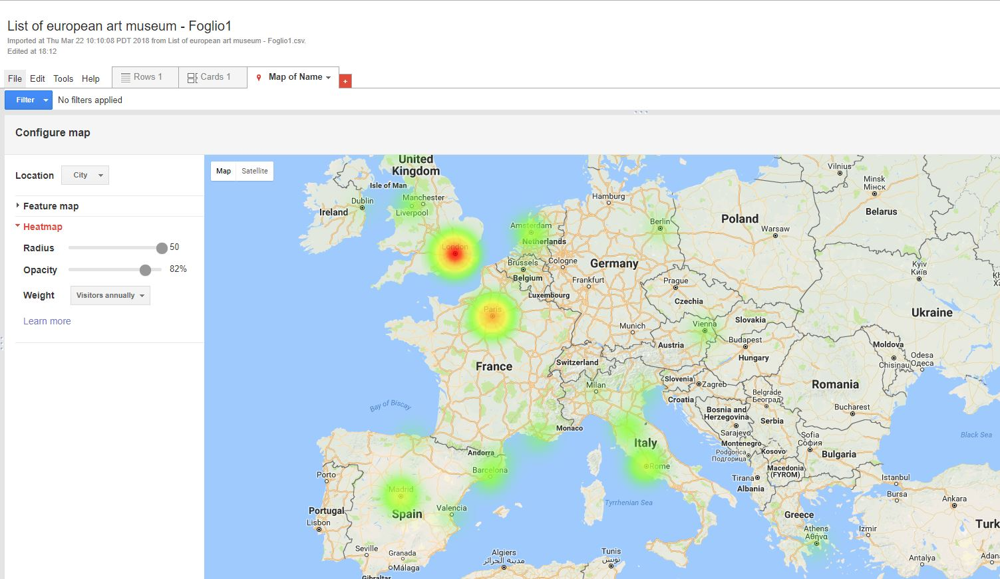 List of european art museum - Foglio1
Imported at Thu Mar 22 10:10:08 PDT 2018 from List of european art museum - Foglio1.csv.
Edited at 18:12
File Edit Tools Help
Rows 1
Cards 1
Map of Name
+
Filter
No filters applied
Configure map
Location
City
Feature map
Heatmap
Radius
50
Opacity
82%
Weight
Visitors annually
Learn more
Map
Satellite
United
Kingdom
Isle of Man
Dublin
Ireland
Manchester
Liverpool
London
Hamburg
Amsterdam
Netherlands
Berlin
Poland
Warsaw
Vilnius
Minsk
Мінск
Belarus
Brussels
Belgium
Cologne
Germany
Frankfurt
Luxembourg
Prague
Czechia
Kyiv
Київ
Kh
Ха
Ukraine
Paris
Munich
Vienna
Slovakia
Austria
Budapest
Hungary
Moldova
Chisinau
Odesa
Одеса
France
Switzerland
Milan
Slovenia
Zagreb
Croatia
Romania
Belgrade
Београд
Bucharest
Bay of Biscay
Monaco
Bosnia and
Herzegovina
Sarajevo
Serbia
Montenegro
Podgorica
Подгорица
Kosovo
Sofia
София
Bulgaria
Black Sea
Andorra
Italy
Rome
Macedonia
(FYROM)
Tirana
Albania
Istanbul
Bursa
Ankara
Porto
Barcelona
Madrid
Spain
Valencia
Tyrrhenian Sea
Portugal
Lisbon
Greece
Athens
Αθήνα
Izmir
Turk
Seville
Granada
Málaga
Gibraltar
Algiers
مدينة الجزائر
Tunis
تونس
Antalya
Adan